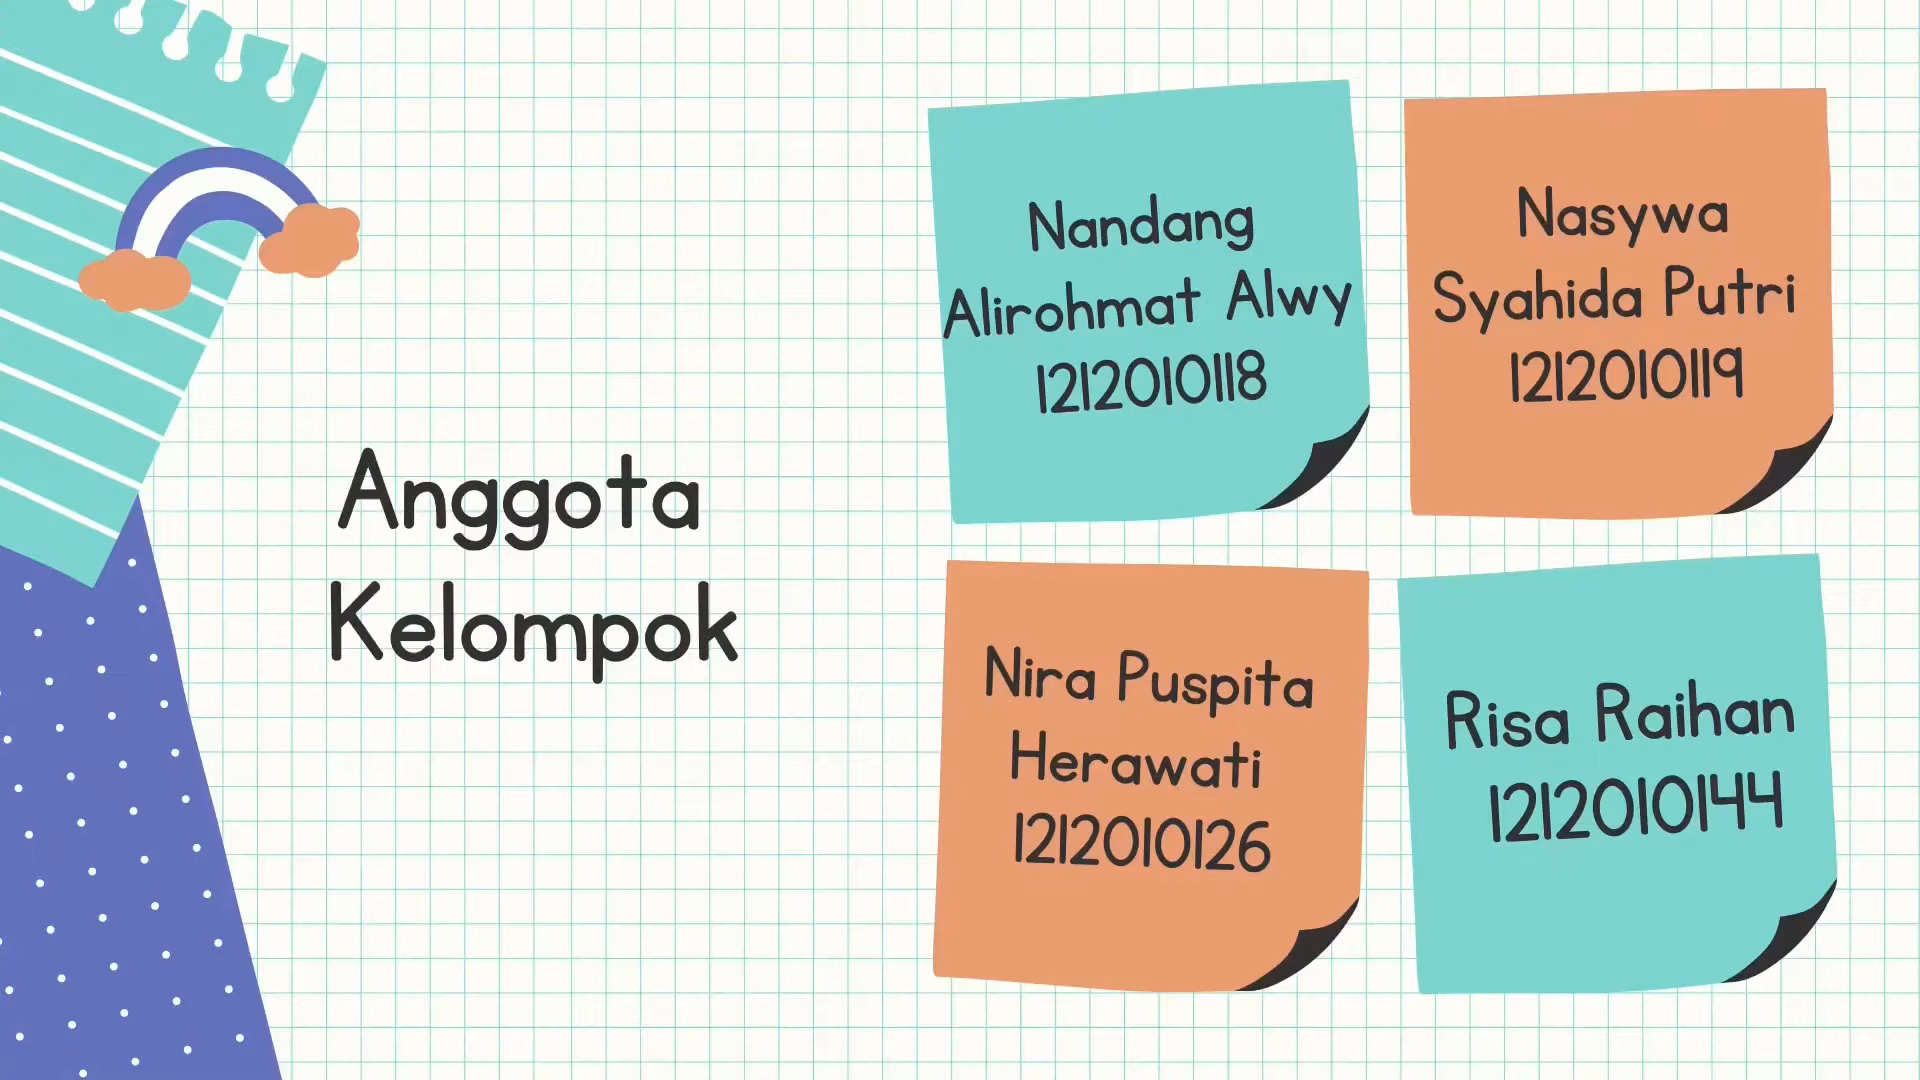 Anggota
Kelompok
Nandang
Alirohmat Alwy
1212010118
Nasywa
Syahida Putri
1212010119
Nira Puspita
Herawati
1212010126
Risa Raihan
1212010144